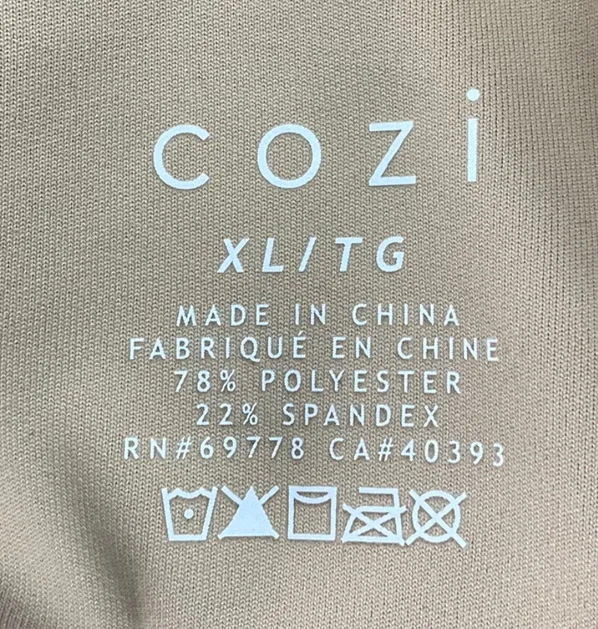 cozi
XL/TG
MADE IN CHINA
FABRIQUÉ EN CHINE
78% POLYESTER
22% SPANDEX
RN#69778 CA#40393